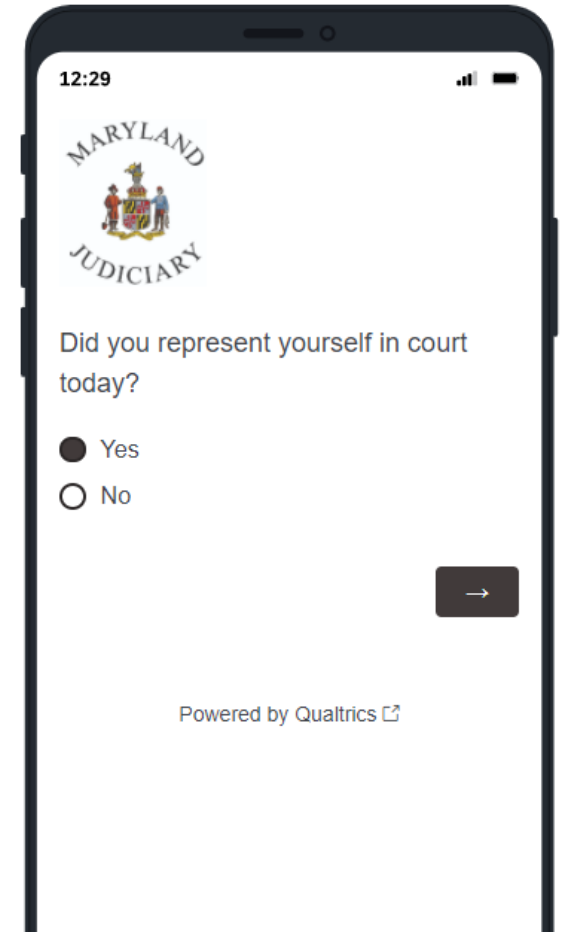 12:29
MARYLAND
JUDICIARY
Did you represent yourself in court
today?
Yes
No
→
Powered by Qualtrics